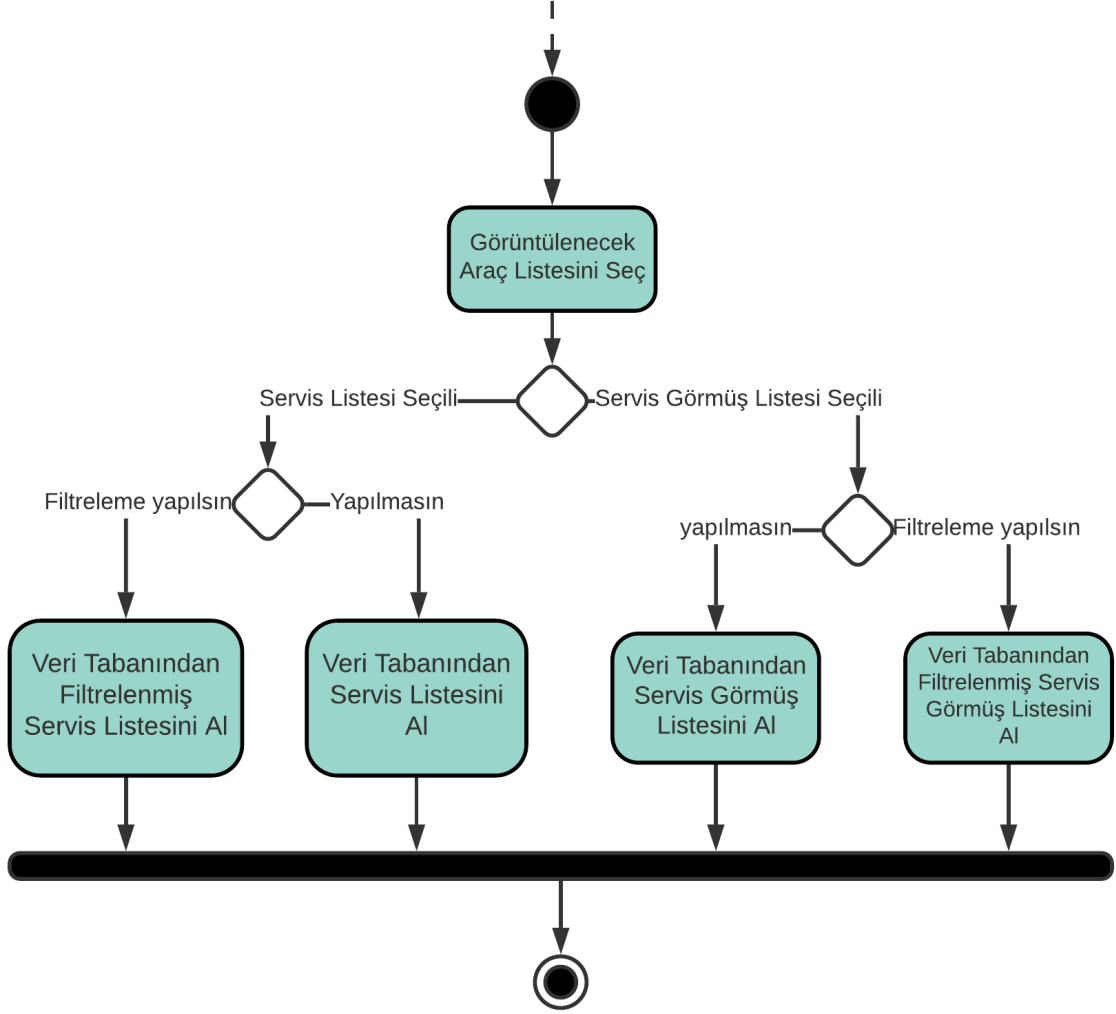 Görüntülenecek
Araç Listesini Seç
Servis Listesi Seçili
Servis Görmüş Listesi Seçili
Filtreleme yapılsın
Yapılmasın
yapılmasın
Filtreleme yapılsın
Veri Tabanından
Filtrelenmiş
Servis Listesini Al
Veri Tabanından
Servis Listesini
Al
Veri Tabanından
Servis Görmüş
Listesini Al
Veri Tabanından
Filtrelenmiş Servis
Görmüş Listesini
Al